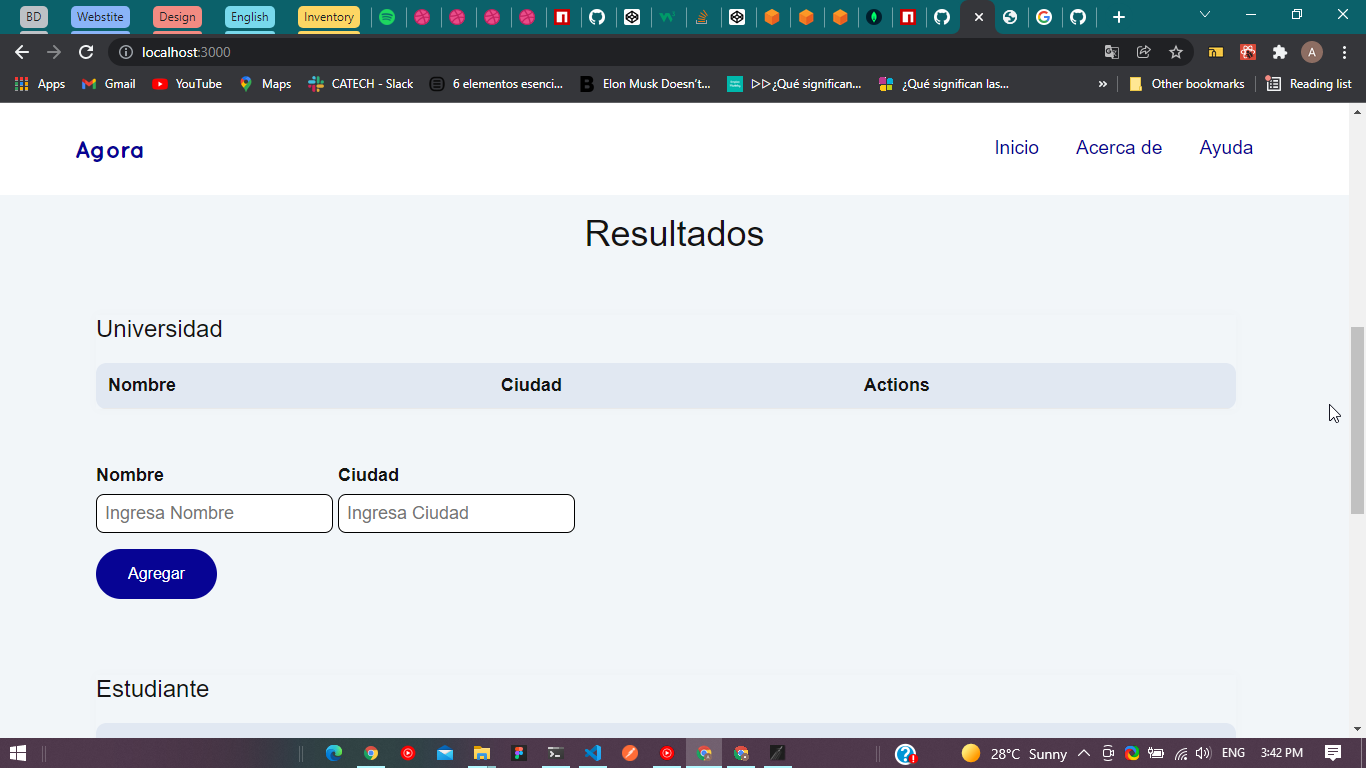 BD Webstite Design English Inventory
localhost:3000
Apps Gmail YouTube Maps CATECH - Slack 6 elementos esenci... Elon Musk Doesn't... ▷▷¿Qué significan... ¿Qué significan las... » Other bookmarks Reading list
Agora Inicio Acerca de Ayuda
Resultados
Universidad
Nombre Ciudad Actions
Nombre Ciudad
Ingresa Nombre Ingresa Ciudad
Agregar
Estudiante
28°C Sunny ENG 3:42 PM